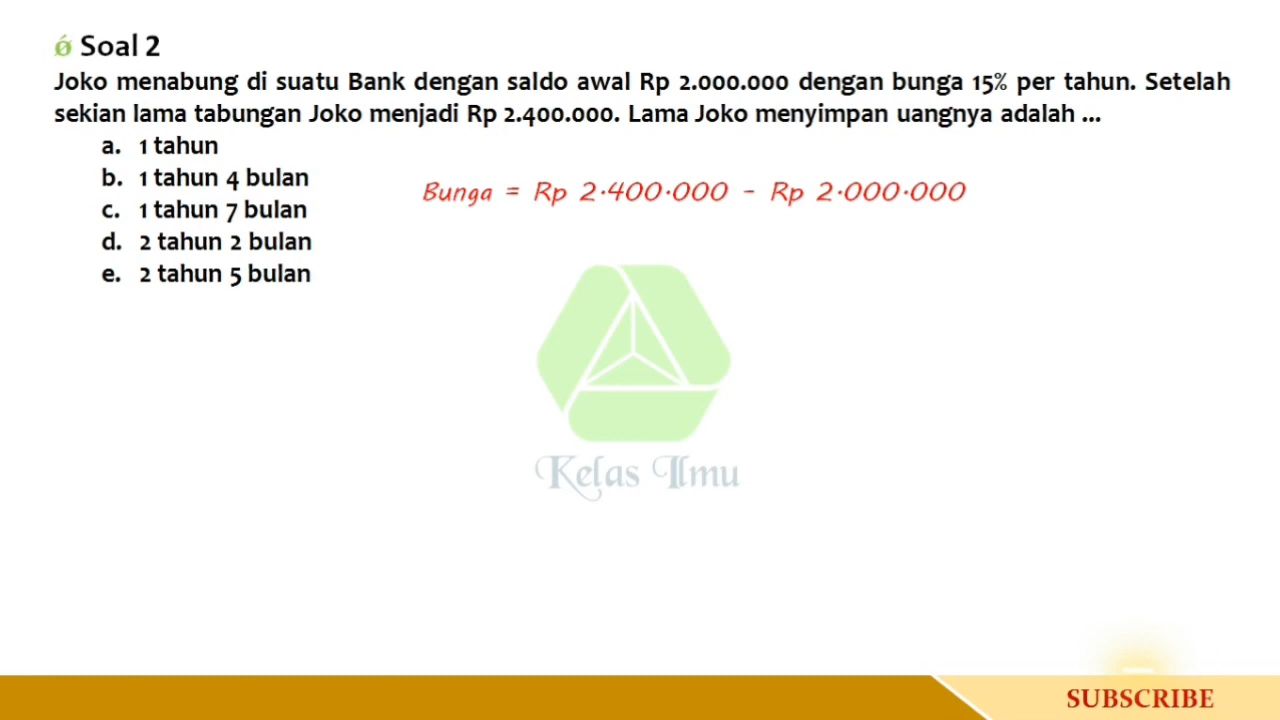 Soal 2
Joko menabung di suatu Bank dengan saldo awal Rp 2.000.000 dengan bunga 15% per tahun. Setelah
sekian lama tabungan Joko menjadi Rp 2.400.000. Lama Joko menyimpan uangnya adalah ...
a. 1 tahun
b. 1 tahun 4 bulan
c. 1 tahun 7 bulan
d. 2 tahun 2 bulan
e. 2 tahun 5 bulan
Bunga = Rp 2.400.000 - Rp 2.000.000
Kelas Ilmu
SUBSCRIBE